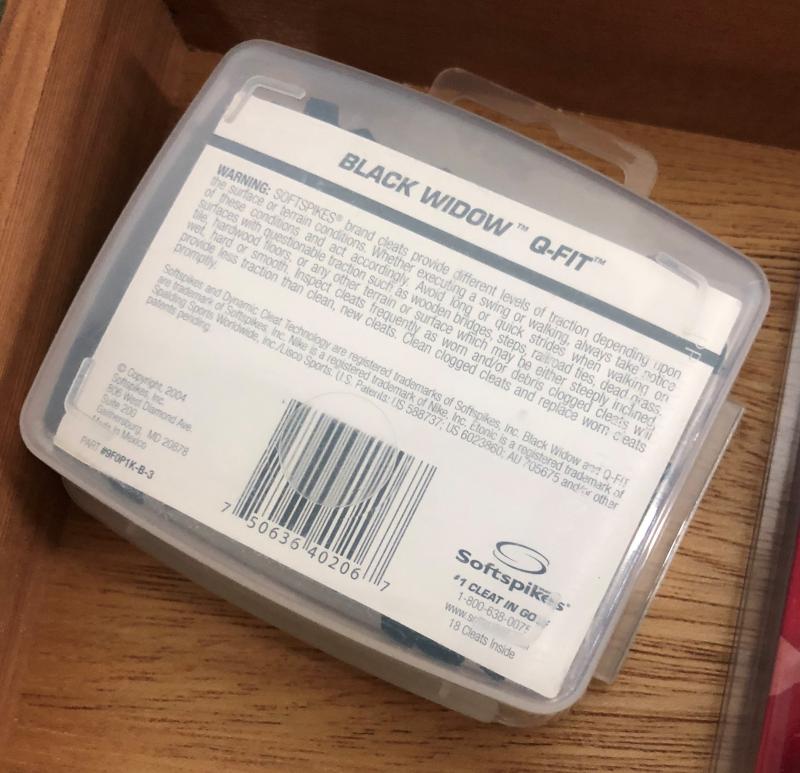 BLACK WIDOW™ Q-FIT™
WARNING: SOFTSPIKES® brand cleats provide different levels of traction depending upon
the surface or terrain conditions. Whether executing a swing or walking, always take notice
of these conditions and act accordingly. Avoid long or quick strides when walking on
surfaces with questionable traction such as wooden bridges, steps, railroad ties, dead grass,
tile, hardwood floors, or any other terrain or surface which may be either steeply inclined,
wet, hard or smooth. Inspect Cleats frequently as worn and/or debris clogged cleats will
provide less traction than clean, new cleats. Clean clogged Cleats and replace worn cleats
promptly.
Softspikes and Dynamic Cleat Technology are registered trademarks of Softspikes, Inc. Black Widow and Q-FIT
are trademark of Softspikes, Inc. Nike is a registered trademark of Nike, Inc. Etonic is a registered trademark of
Spalding Sports Worldwide, Inc./Lisco Sports. U.S. Patents: US 588737; US 6023860; AU 705675 and/or other
patents pending.
© Copyright, 2004
Softspikes, Inc.
806 West Diamond Ave.
Suite 200
Gaithersburg, MD 20878
Made in Mexico
PART #9F0P1K-B-3
7 50636 40206 7
Softspikes®
#1 CLEAT IN
1-800-638-007
www.
18 Cleats Inside